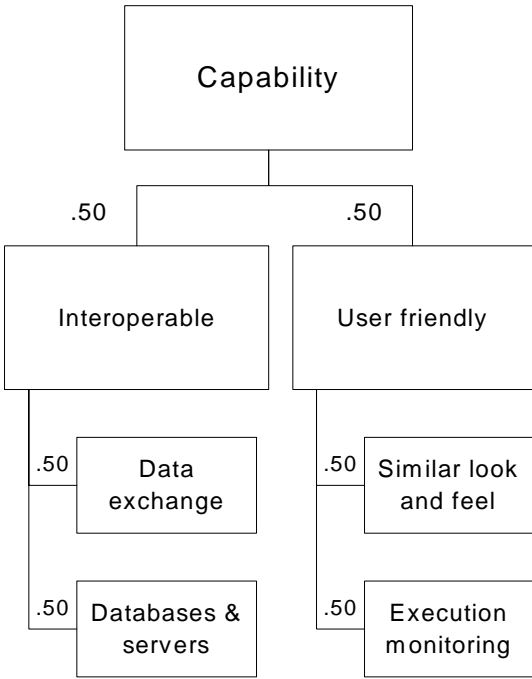 Capability
.50
.50
Interoperable
User friendly
.50
Data
exchange
.50
Similar look
and feel
.50
Databases &
servers
.50
Execution
monitoring